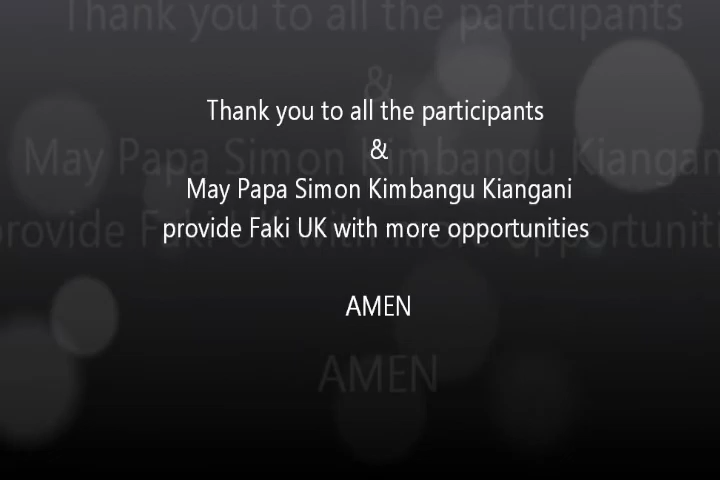 Thank you to all the participants
&
May Papa Simon Kimbangu Kiangani
provide Faki UK with more opportunities
AMEN